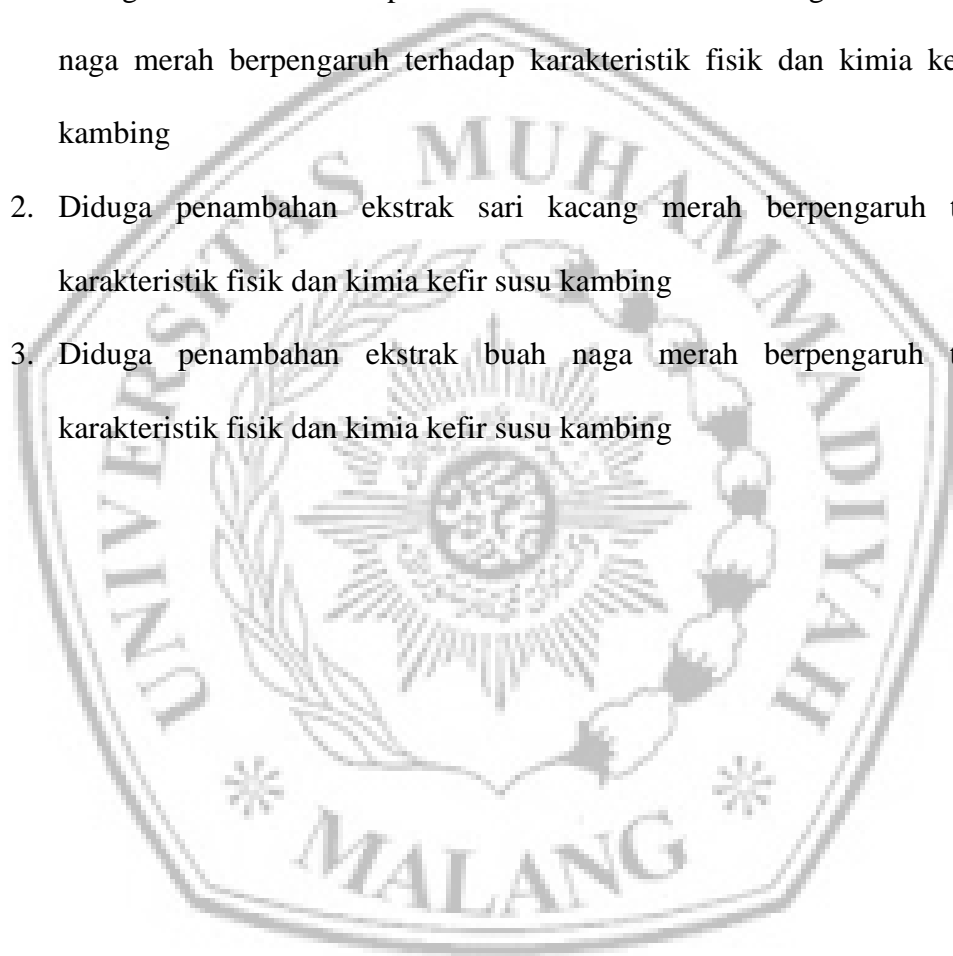 naga merah berpengaruh terhadap karakteristik fisik dan kimia
kambing
2. Diduga penambahan ekstrak sari kacang merah berpengaruh
karakteristik fisik dan kimia kefir susu kambing
3. Diduga penambahan ekstrak buah naga merah berpengaruh
karakteristik fisik dan kimia kefir susu kambing
UNIVERSITAS MUHAMMADIYAH
MALANG